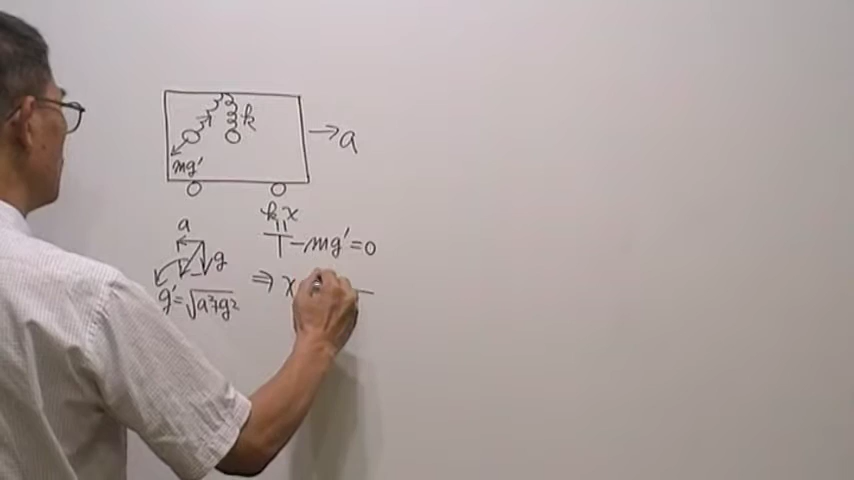 k
→ a
mg'
a
g
g' = √a²+g²
kx
||
T - mg' = 0
⇒ x